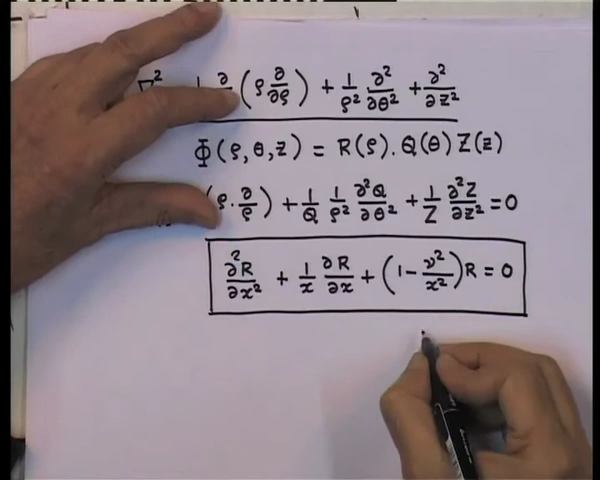 ∇² 1 ∂ (ρ ∂/∂ρ) + 1/ρ² ∂²/∂θ² + ∂²/∂z²
Φ(ρ,θ,z) = R(ρ).Q(θ) Z(z)
(ρ.∂/ρ) + 1/Q 1/ρ² ∂²Q/∂θ² + 1/Z ∂²Z/∂z² = 0
∂²R/∂x² + 1/x ∂R/∂x + (1 - ν²/x²)R = 0